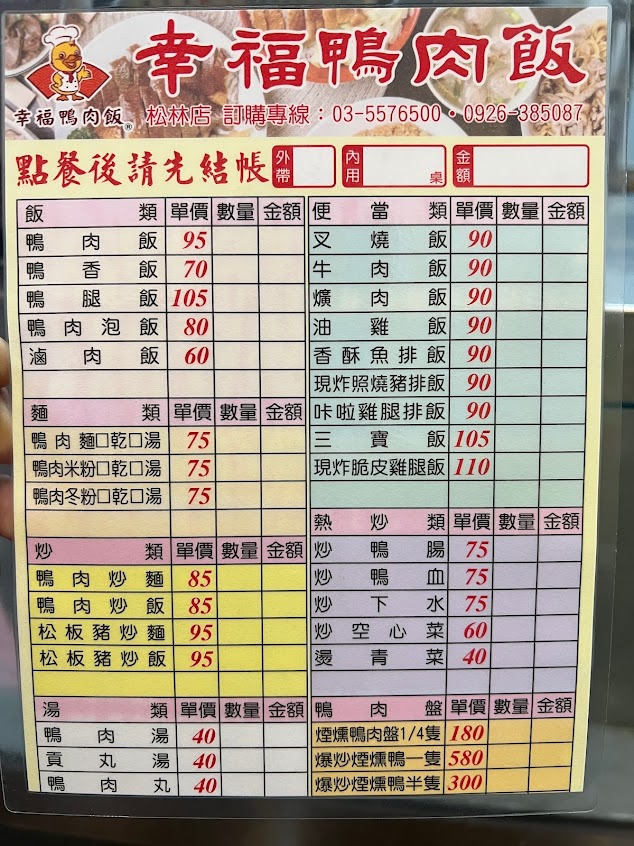 幸福鴨肉飯
幸福鴨肉飯® 松林店 訂購專線：03-5576500・0926-385087
點餐後請先結帳 外帶 內用 桌 金額
飯類 單價 數量 金額
鴨肉飯 95
鴨香飯 70
鴨腿飯 105
鴨肉泡飯 80
滷肉飯 60
麵類 單價 數量 金額
鴨肉麵□乾□湯 75
鴨肉米粉□乾□湯 75
鴨肉冬粉□乾□湯 75
炒類 單價 數量 金額
鴨肉炒麵 85
鴨肉炒飯 85
松板豬炒麵 95
松板豬炒飯 95
湯類 單價 數量 金額
鴨肉湯 40
貢丸湯 40
鴨肉丸 40
便當類 單價 數量 金額
叉燒飯 90
牛肉飯 90
爌肉飯 90
油雞飯 90
香酥魚排飯 90
現炸照燒豬排飯 90
咔啦雞腿排飯 90
三寶飯 105
現炸脆皮雞腿飯 110
熱炒類 單價 數量 金額
炒鴨腸 75
炒鴨血 75
炒下水 75
炒空心菜 60
燙青菜 40
鴨肉盤 單價 數量 金額
煙燻鴨肉盤1/4隻 180
爆炒煙燻鴨一隻 580
爆炒煙燻鴨半隻 300